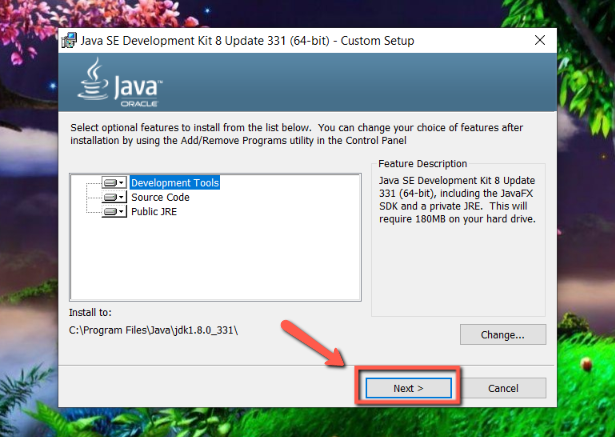 Java SE Development Kit 8 Update 331 (64-bit) - Custom Setup
Java™
ORACLE
Select optional features to install from the list below.  You can change your choice of features after
installation by using the Add/Remove Programs utility in the Control Panel
Development Tools
Source Code
Public JRE
Feature Description
Java SE Development Kit 8 Update
331 (64-bit), including the JavaFX
SDK and a private JRE.  This will
require 180MB on your hard drive.
Install to:
C:\Program Files\Java\jdk1.8.0_331\
Change...
Next >
Cancel